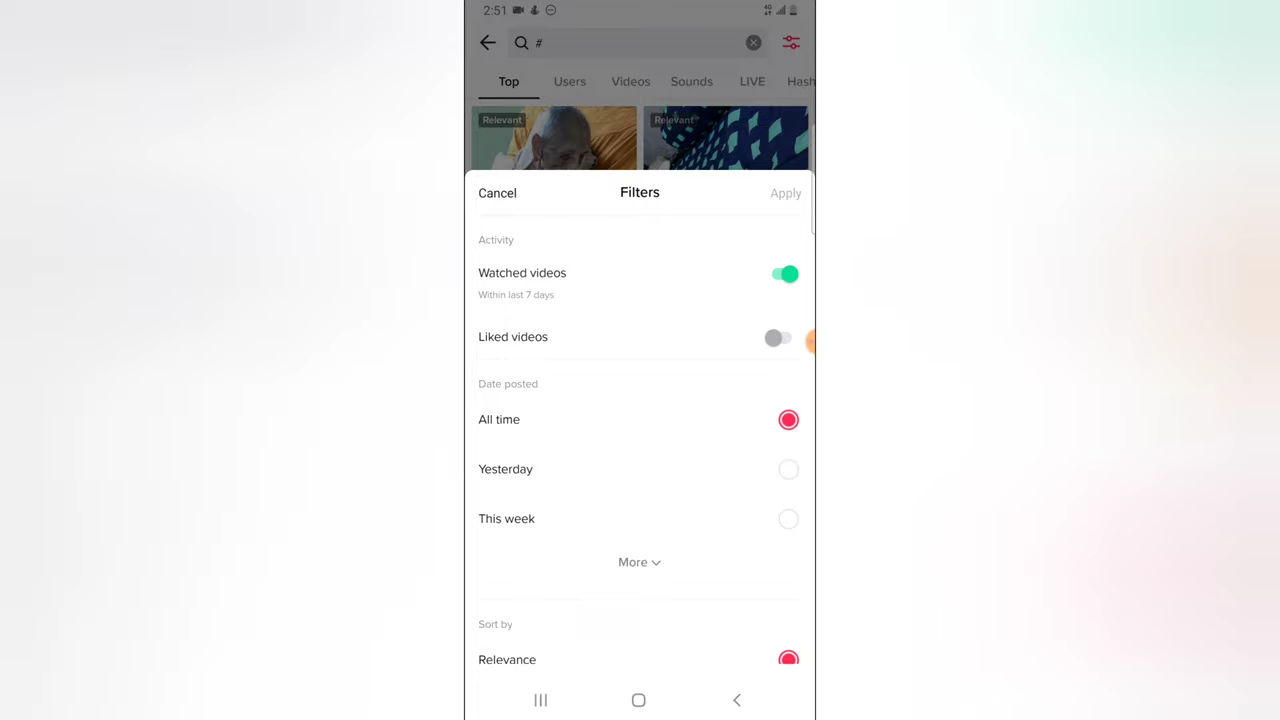 2:51
4G
#
Top Users Videos Sounds LIVE Hash
Relevant Relevant
Cancel Filters Apply
Activity
Watched videos
Within last 7 days
Liked videos
Date posted
All time
Yesterday
This week
More
Sort by
Relevance